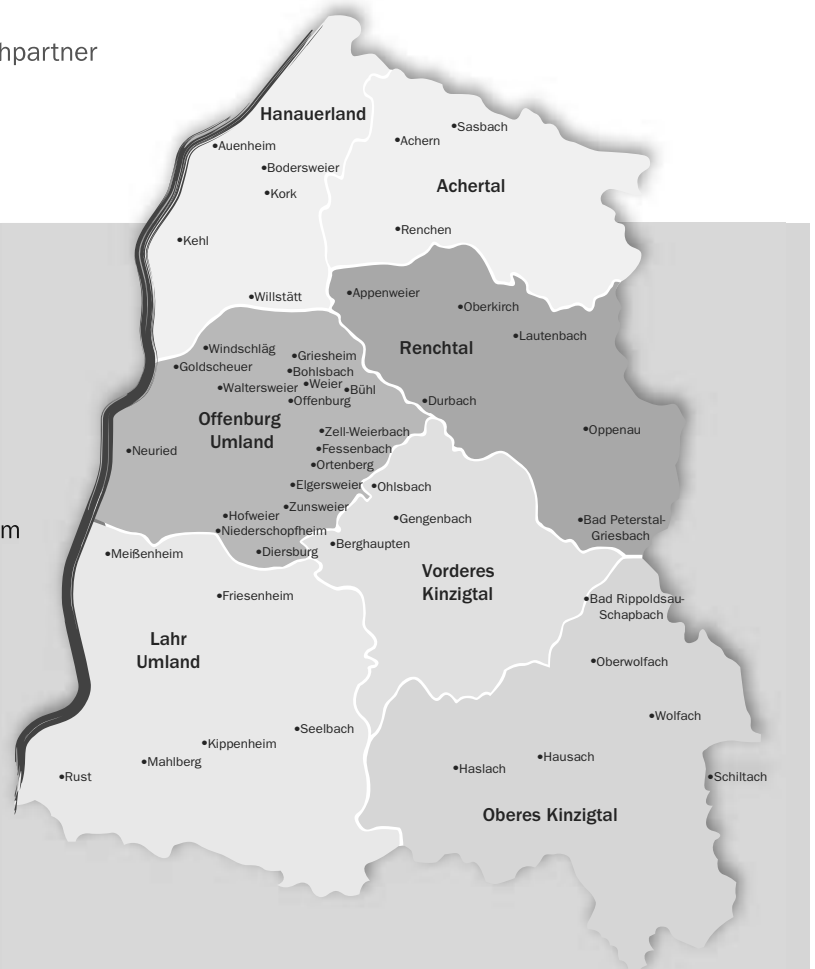 hpartner
Hanauerland
Sasbach
Achern
Auenheim
Bodersweier
Achertal
Kork
Renchen
Kehl
Appenweier
Willstätt
Oberkirch
Lautenbach
Renchtal
Windschläg
Griesheim
Goldscheuer
Bohlsbach
Weier
Waltersweier
Bühl
Offenburg
Durbach
Offenburg
Umland
Zell-Weierbach
Oppenau
Neuried
Fessenbach
Ortenberg
Elgersweier
Ohlsbach
Zunsweier
Hofweier
Gengenbach
Bad Peterstal-
Griesbach
m
Niederschopfheim
Berghaupten
Meißenheim
Diersburg
Vorderes
Kinzigtal
Friesenheim
Bad Rippoldsau-
Schapbach
Lahr
Umland
Oberwolfach
Wolfach
Seelbach
Kippenheim
Hausach
Mahlberg
Haslach
Rust
Schiltach
Oberes Kinzigtal